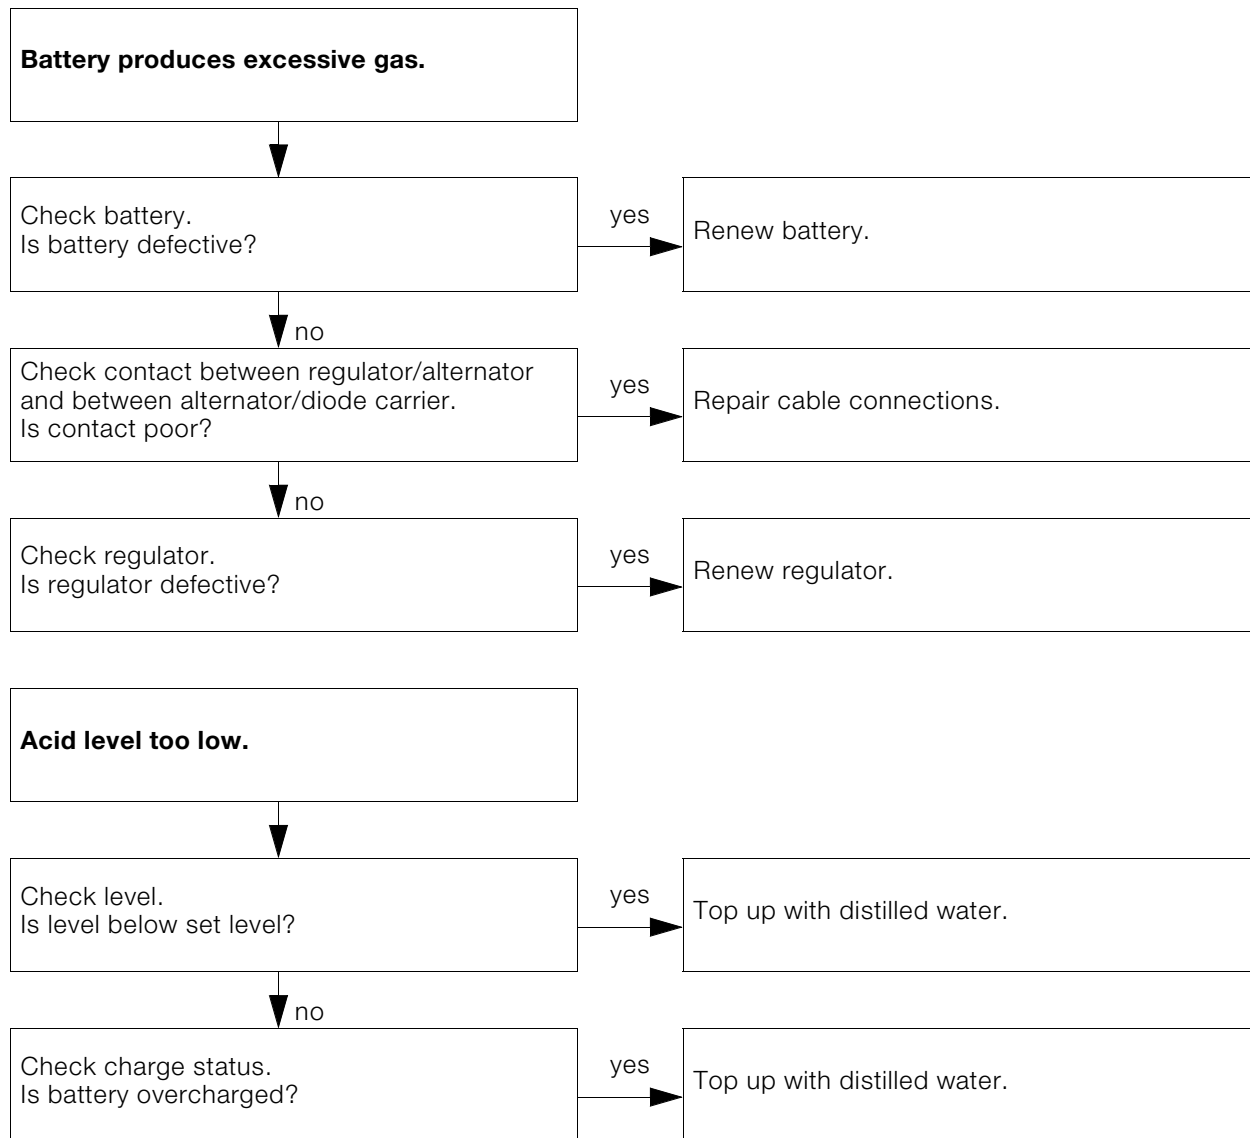 Battery produces excessive gas.
Check battery.
Is battery defective?
yes
Renew battery.
no
Check contact between regulator/alternator
and between alternator/diode carrier.
Is contact poor?
yes
Repair cable connections.
no
Check regulator.
Is regulator defective?
yes
Renew regulator.
Acid level too low.
Check level.
Is level below set level?
yes
Top up with distilled water.
no
Check charge status.
Is battery overcharged?
yes
Top up with distilled water.